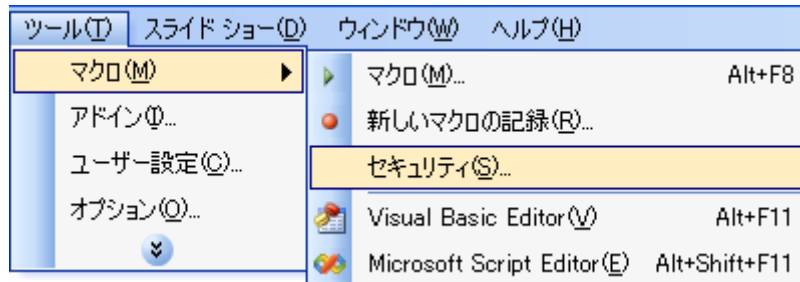 ツール(T) スライド ショー(D) ウィンドウ(W) ヘルプ(H)
マクロ(M)
アドイン(I)...
ユーザー設定(C)...
オプション(O)...
マクロ(M)... Alt+F8
新しいマクロの記録(R)...
セキュリティ(S)...
Visual Basic Editor(V) Alt+F11
Microsoft Script Editor(E) Alt+Shift+F11